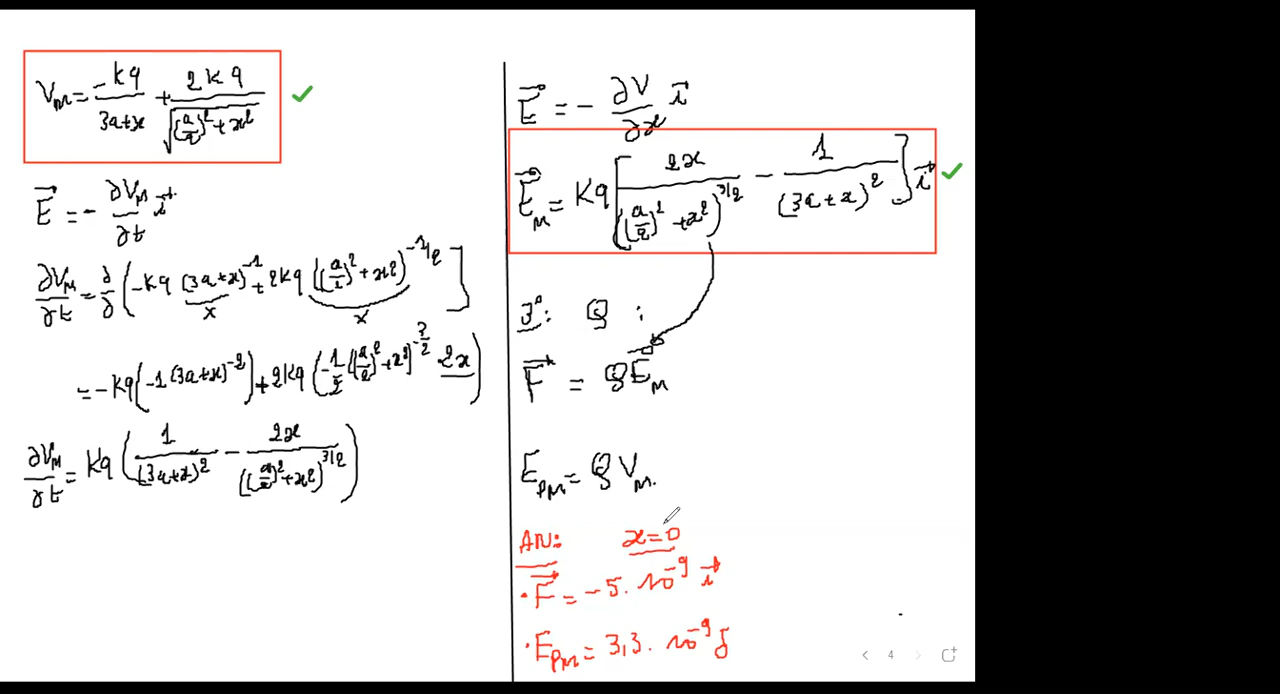 V_M = -Kq/(3a+x) + 2Kq/√((a/2)²+x²) ✓
E⃗ = - ∂V_M/∂t i⃗
∂V_M/∂t = ∂/∂ (-Kq (3a+x)^-1 + 2Kq ((a/2)²+x²)^-1/2]
x x
= -Kq(-1(3a+x)^-2) + 2Kq(-1/2 ((a/2)²+x²)^-3/2 2x)
∂V_M/∂t = Kq (1/(3a+x)² - 2x/((a/2)²+x²)^3/2)
E⃗ = - ∂V/∂x i⃗
E⃗_M = Kq [2x/((a/2)²+x²)^3/2 - 1/(3a+x)²] i⃗ ✓
3°: Q :
F⃗ = Q E⃗_M
E_PM = Q V_M.
AN: x=0
• F⃗ = -5. 10^-9 i⃗
• E_PM = 3,3. 10^-9 J
< 4 >